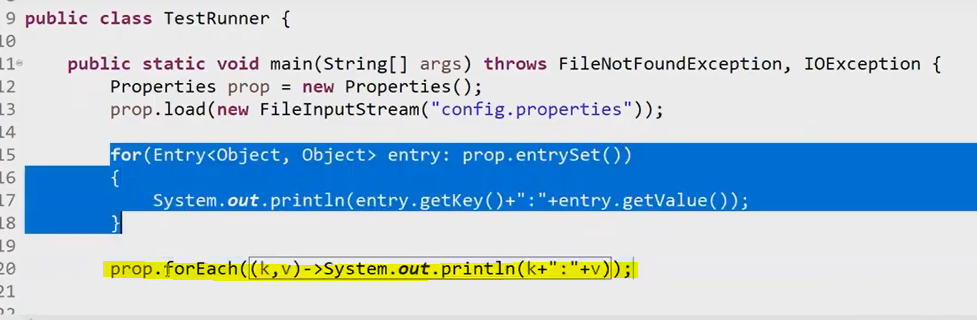 9 public class TestRunner {
10
11 public static void main(String[] args) throws FileNotFoundException, IOException {
12 Properties prop = new Properties();
13 prop.load(new FileInputStream("config.properties"));
14
15 for(Entry<Object, Object> entry: prop.entrySet())
16 {
17 System.out.println(entry.getKey()+":"+entry.getValue());
18 }
19
20 prop.forEach((k,v)->System.out.println(k+":"+v));
21